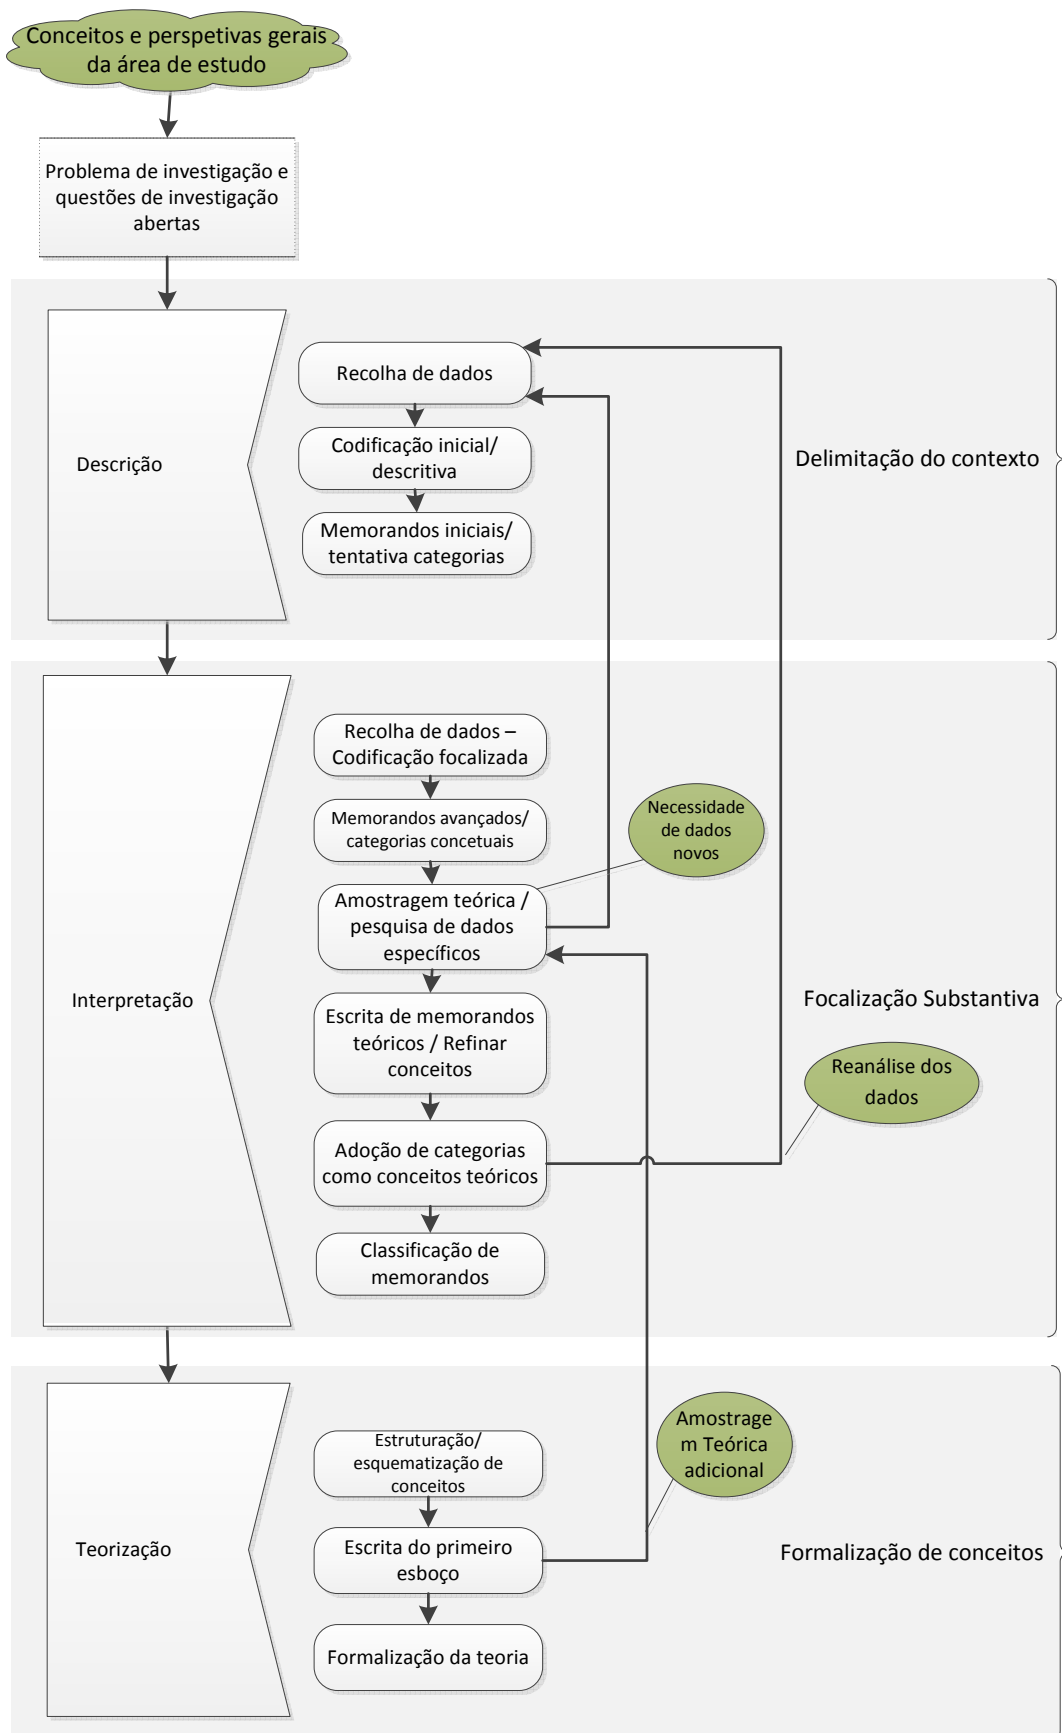 Conceitos e perspetivas gerais
da área de estudo
Problema de investigação e
questões de investigação
abertas
Descrição
Recolha de dados
Codificação inicial/
descritiva
Memorandos iniciais/
tentativa categorias
Delimitação do contexto
Interpretação
Recolha de dados –
Codificação focalizada
Memorandos avançados/
categorias concetuais
Necessidade
de dados
novos
Amostragem teórica /
pesquisa de dados
específicos
Escrita de memorandos
teóricos / Refinar
conceitos
Focalização Substantiva
Reanálise dos
dados
Adoção de categorias
como conceitos teóricos
Classificação de
memorandos
Teorização
Estruturação/
esquematização de
conceitos
Amostrage
m Teórica
adicional
Escrita do primeiro
esboço
Formalização da teoria
Formalização de conceitos